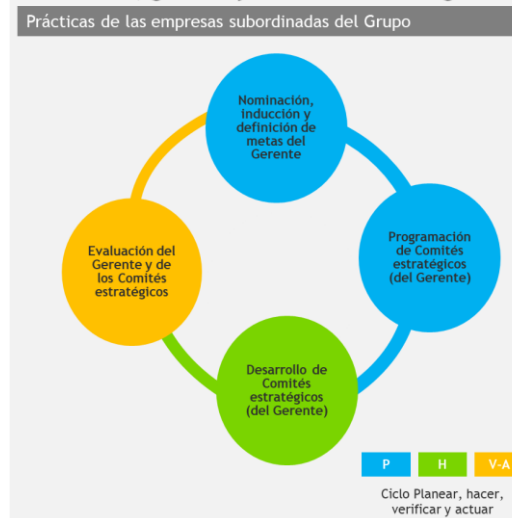 Prácticas de las empresas subordinadas del Grupo
Nominación,
inducción y
definición de
metas del
Gerente
Programación
de Comités
estratégicos
(del Gerente)
Evaluación del
Gerente y de
los Comités
estratégicos
Desarrollo de
Comités
estratégicos
(del Gerente)
P
H
V-A
Ciclo Planear, hacer,
verificar y actuar